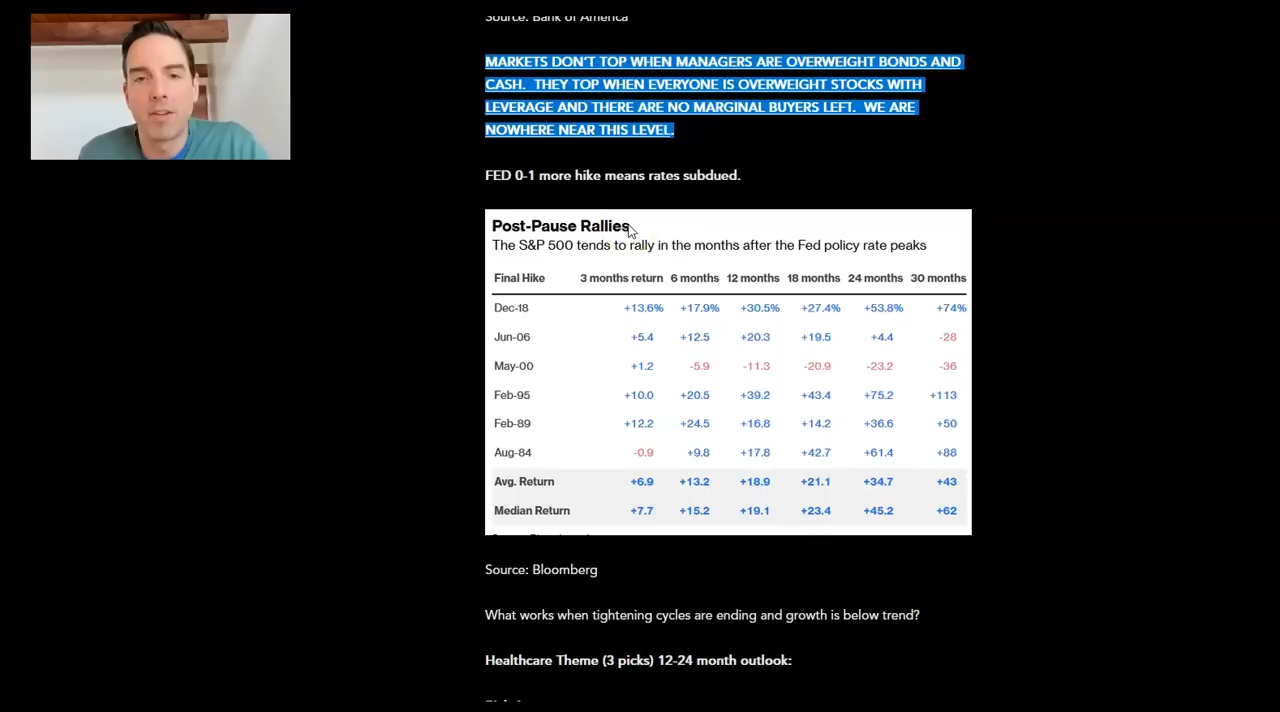 Source: Bank of America
MARKETS DON'T TOP WHEN MANAGERS ARE OVERWEIGHT BONDS AND
CASH. THEY TOP WHEN EVERYONE IS OVERWEIGHT STOCKS WITH
LEVERAGE AND THERE ARE NO MARGINAL BUYERS LEFT. WE ARE
NOWHERE NEAR THIS LEVEL.
FED 0-1 more hike means rates subdued.
Post-Pause Rallies
The S&P 500 tends to rally in the months after the Fed policy rate peaks
Final Hike 3 months return 6 months 12 months 18 months 24 months 30 months
Dec-18 +13.6% +17.9% +30.5% +27.4% +53.8% +74%
Jun-06 +5.4 +12.5 +20.3 +19.5 +4.4 -28
May-00 +1.2 -5.9 -11.3 -20.9 -23.2 -36
Feb-95 +10.0 +20.5 +39.2 +43.4 +75.2 +113
Feb-89 +12.2 +24.5 +16.8 +14.2 +36.6 +50
Aug-84 -0.9 +9.8 +17.8 +42.7 +61.4 +88
Avg. Return +6.9 +13.2 +18.9 +21.1 +34.7 +43
Median Return +7.7 +15.2 +19.1 +23.4 +45.2 +62
Source: Bloomberg
What works when tightening cycles are ending and growth is below trend?
Healthcare Theme (3 picks) 12-24 month outlook: